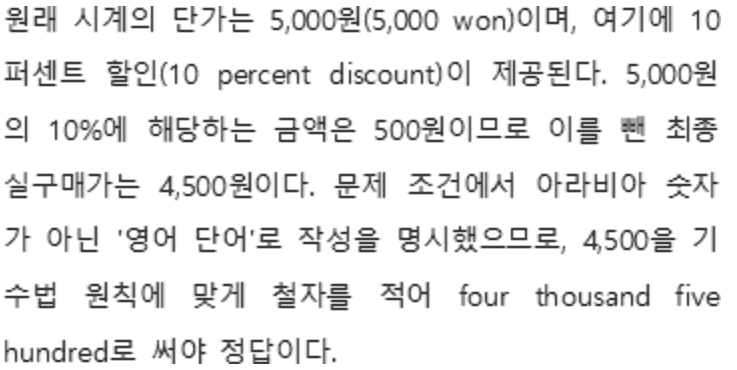 원래 시계의 단가는 5,000원(5,000 won)이며, 여기에 10
퍼센트 할인(10 percent discount)이 제공된다. 5,000원
의 10%에 해당하는 금액은 500원이므로 이를 뺀 최종
실구매가는 4,500원이다. 문제 조건에서 아라비아 숫자
가 아닌 '영어 단어'로 작성을 명시했으므로, 4,500을 기
수법 원칙에 맞게 철자를 적어 four thousand five
hundred로 써야 정답이다.